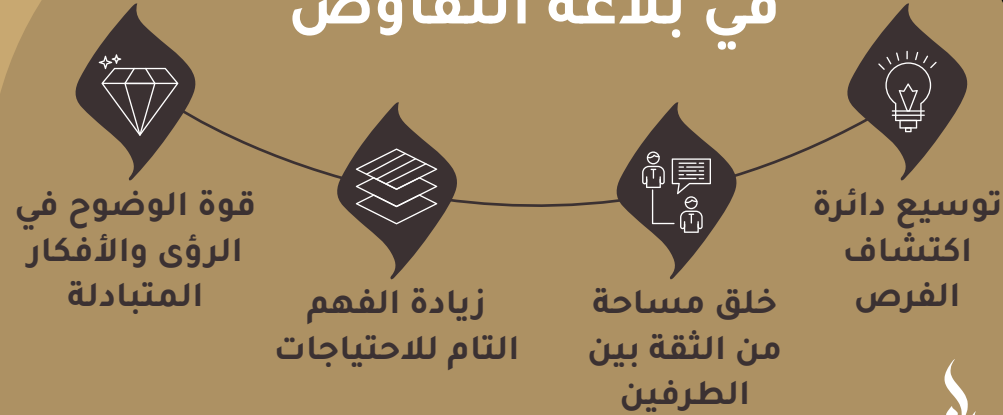 في بلاغة التفاوض
توسيع دائرة
اكتشاف
الفرص
خلق مساحة
من الثقة بين
الطرفين
زيادة الفهم
التام للاحتياجات
قوة الوضوح في
الرؤى والأفكار
المتبادلة